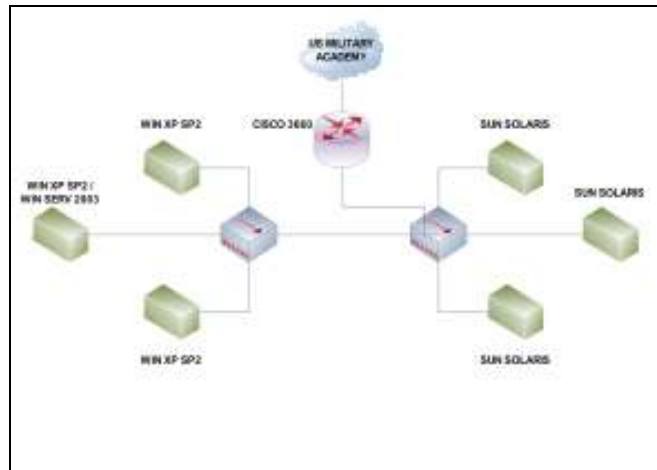 US MILITARY
ACADEMY
WIN XP SP2
CISCO 3600
SUN SOLARIS
WIN XP SP2 /
WIN SERV 2003
SUN SOLARIS
WIN XP SP2
SUN SOLARIS